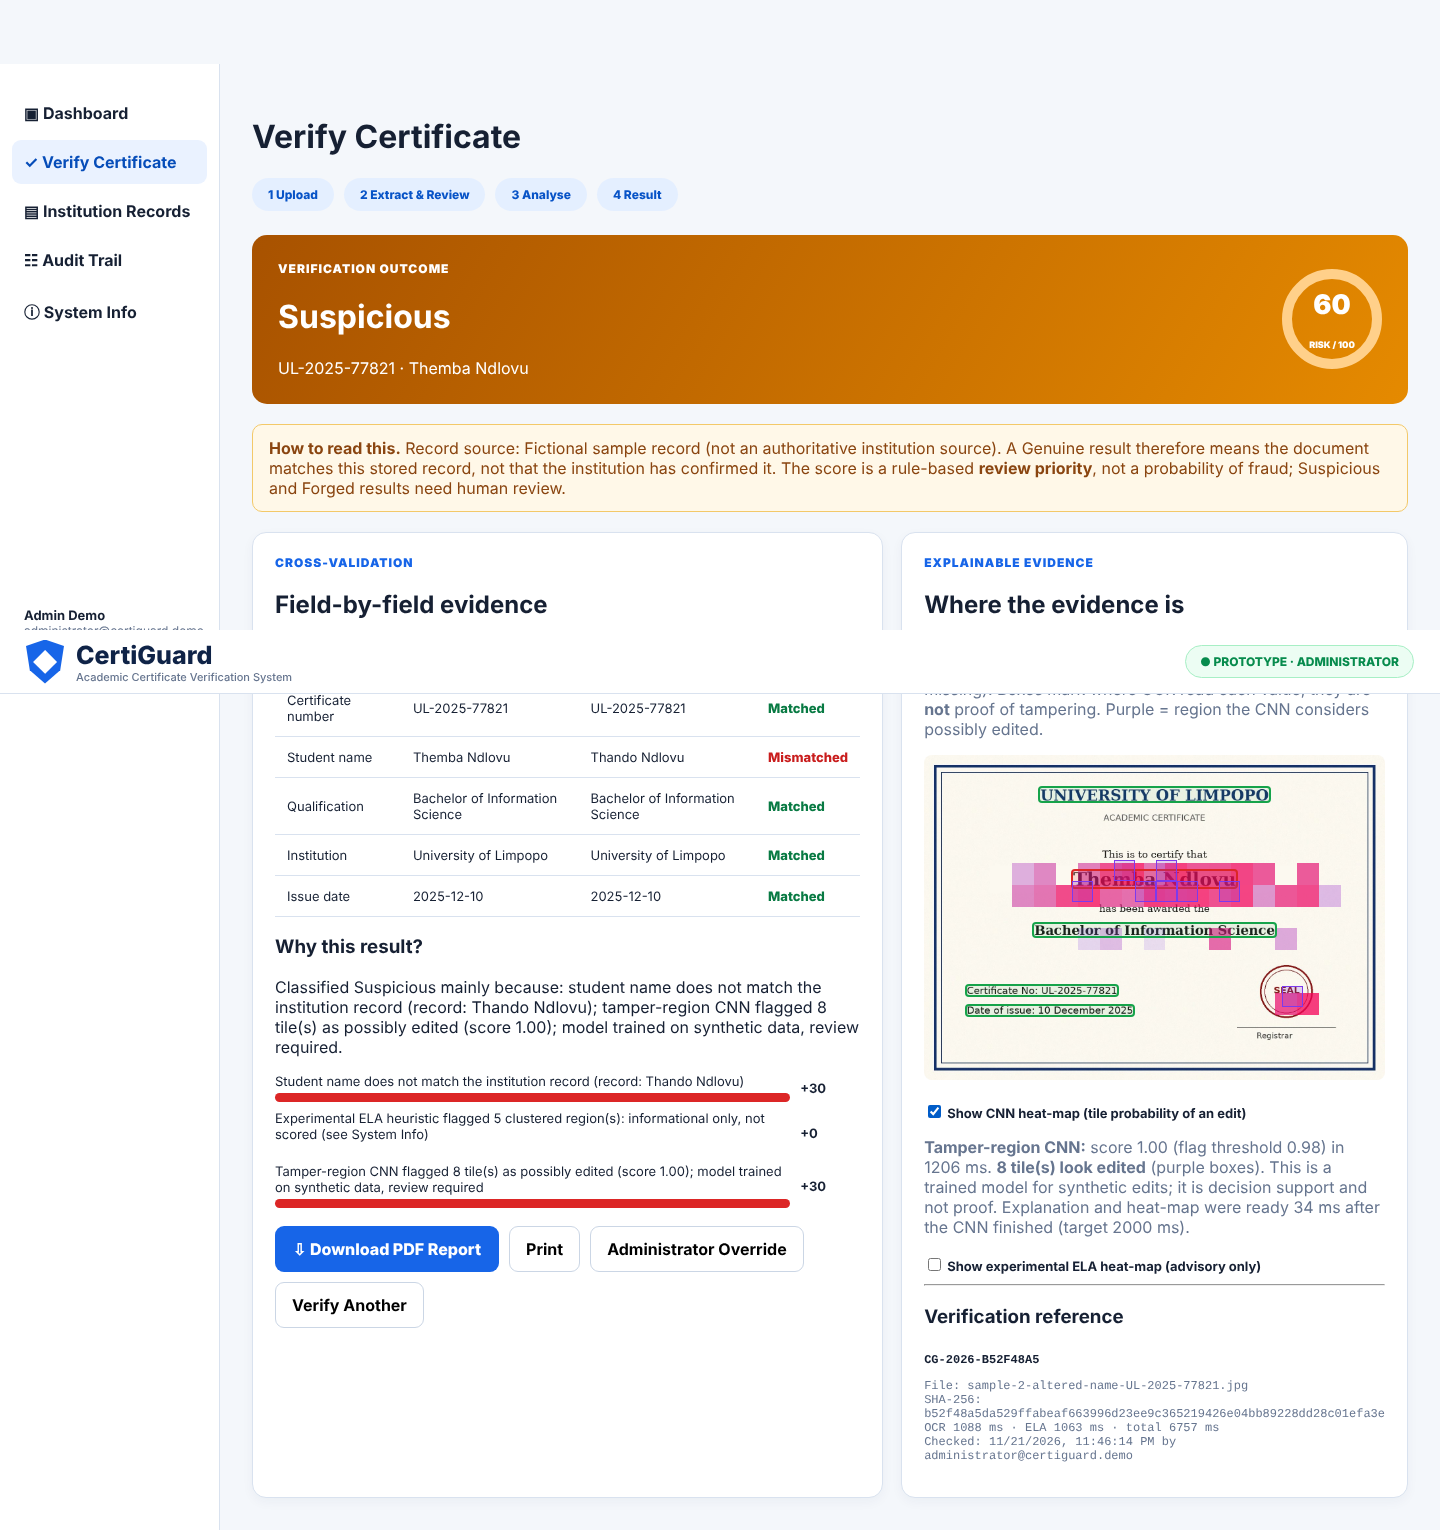 ▣ Dashboard
✓ Verify Certificate
▤ Institution Records
☷ Audit Trail
ⓘ System Info
Admin Demo
administrator@certiguard.demo
Verify Certificate
1 Upload
2 Extract & Review
3 Analyse
4 Result
VERIFICATION OUTCOME
Suspicious
UL-2025-77821 · Themba Ndlovu
60
RISK / 100
How to read this. Record source: Fictional sample record (not an authoritative institution source). A Genuine result therefore means the document
matches this stored record, not that the institution has confirmed it. The score is a rule-based review priority, not a probability of fraud; Suspicious
and Forged results need human review.
CertiGuard
Academic Certificate Verification System
● PROTOTYPE · ADMINISTRATOR
CROSS-VALIDATION
Field-by-field evidence
Certificate
number
UL-2025-77821
UL-2025-77821
Matched
Student name
Themba Ndlovu
Thando Ndlovu
Mismatched
Qualification
Bachelor of Information
Science
Bachelor of Information
Science
Matched
Institution
University of Limpopo
University of Limpopo
Matched
Issue date
2025-12-10
2025-12-10
Matched
Why this result?
Classified Suspicious mainly because: student name does not match the
institution record (record: Thando Ndlovu); tamper-region CNN flagged 8
tile(s) as possibly edited (score 1.00); model trained on synthetic data, review
required.
Student name does not match the institution record (record: Thando Ndlovu)
+30
Experimental ELA heuristic flagged 5 clustered region(s): informational only, not
scored (see System Info)
+0
Tamper-region CNN flagged 8 tile(s) as possibly edited (score 1.00); model trained
on synthetic data, review required
+30
⇩ Download PDF Report
Print
Administrator Override
Verify Another
EXPLAINABLE EVIDENCE
Where the evidence is
not proof of tampering. Purple = region the CNN considers
possibly edited.
UNIVERSITY OF LIMPOPO
ACADEMIC CERTIFICATE
This is to certify that
Themba Ndlovu
has been awarded the
Bachelor of Information Science
Certificate No: UL-2025-77821
Date of issue: 10 December 2025
SEAL
Registrar
Show CNN heat-map (tile probability of an edit)
Tamper-region CNN: score 1.00 (flag threshold 0.98) in
1206 ms. 8 tile(s) look edited (purple boxes). This is a
trained model for synthetic edits; it is decision support and
not proof. Explanation and heat-map were ready 34 ms after
the CNN finished (target 2000 ms).
Show experimental ELA heat-map (advisory only)
Verification reference
CG-2026-B52F48A5
File: sample-2-altered-name-UL-2025-77821.jpg
SHA-256:
b52f48a5da529ffabeaf663996d23ee9c365219426e04bb89228dd28c01efa3e
OCR 1088 ms · ELA 1063 ms · total 6757 ms
Checked: 11/21/2026, 11:46:14 PM by
administrator@certiguard.demo